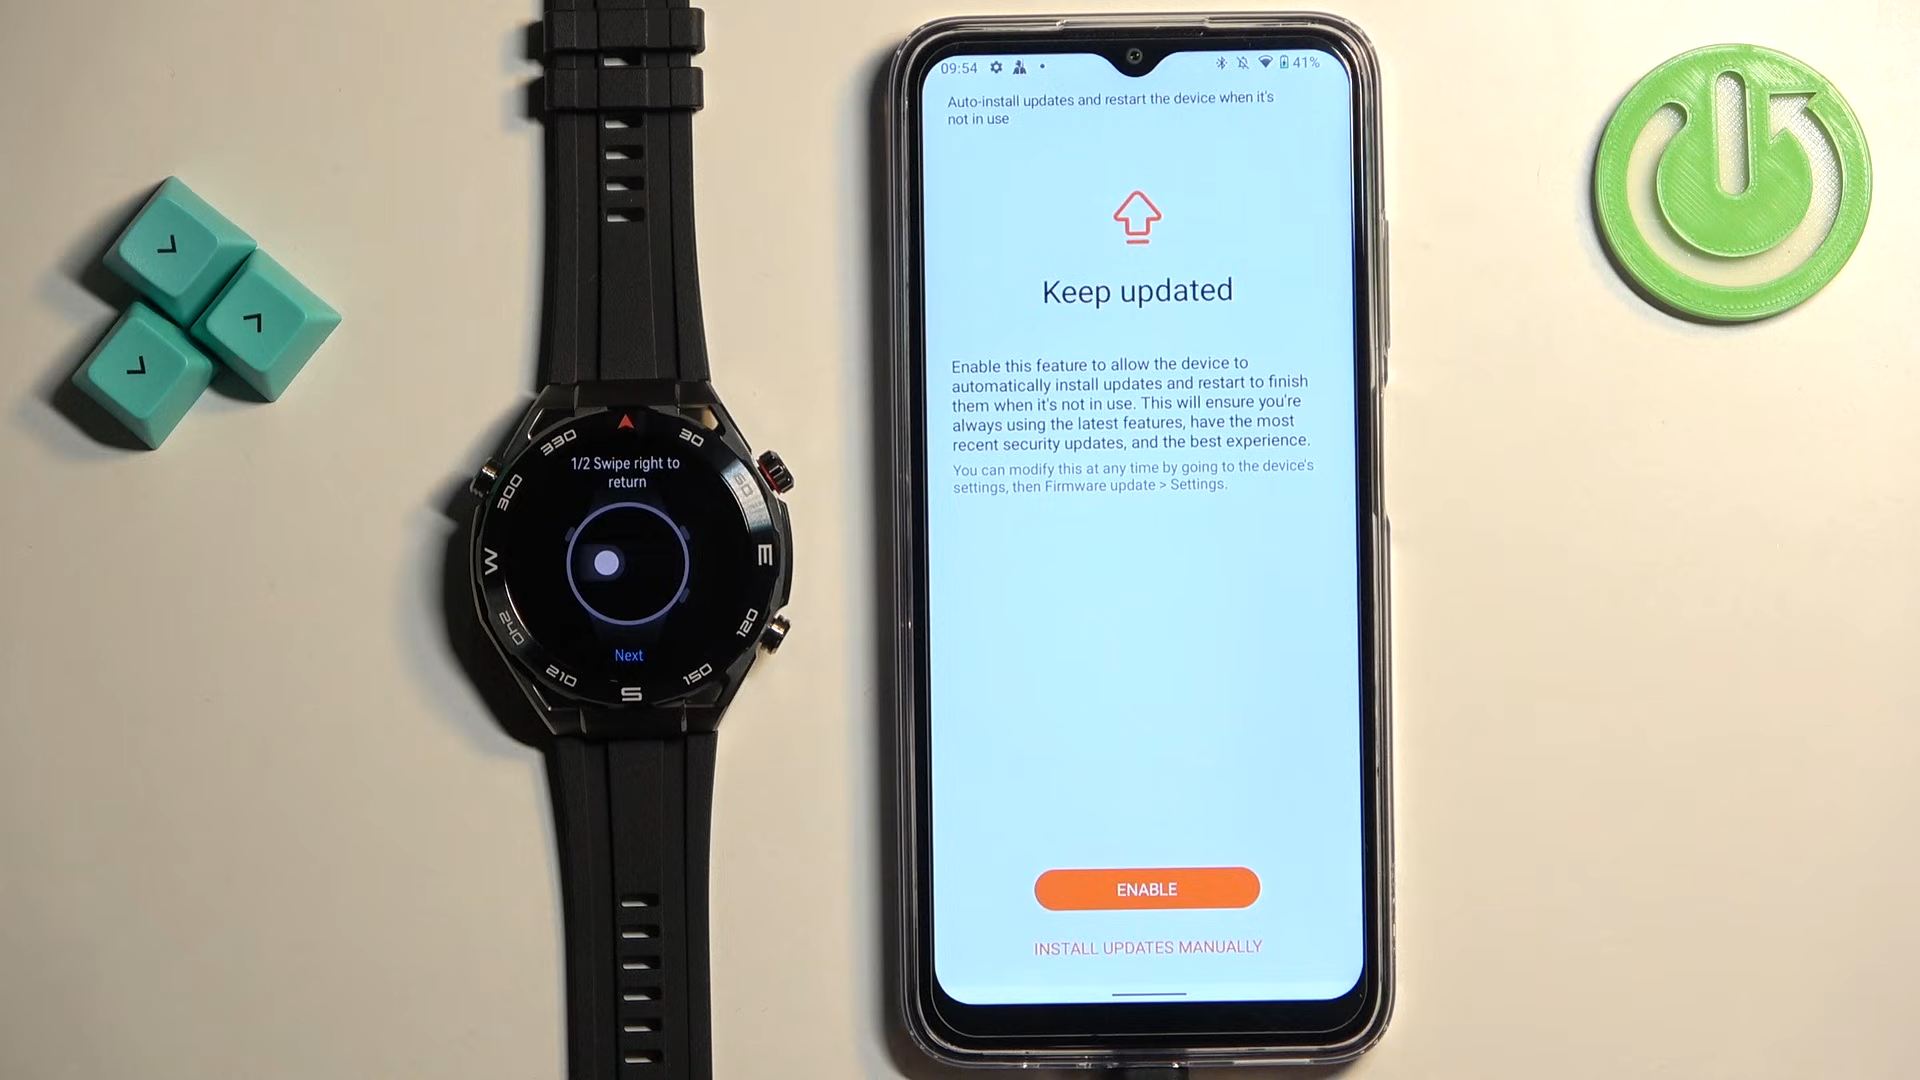 09:54
41%
Auto-install updates and restart the device when it's
not in use
Keep updated
Enable this feature to allow the device to
automatically install updates and restart to finish
them when it's not in use. This will ensure you're
always using the latest features, have the most
recent security updates, and the best experience.
You can modify this at any time by going to the device's
settings, then Firmware update > Settings.
ENABLE
INSTALL UPDATES MANUALLY
1/2 Swipe right to
return
Next
330
30
300
60
W
E
240
120
210
150
S